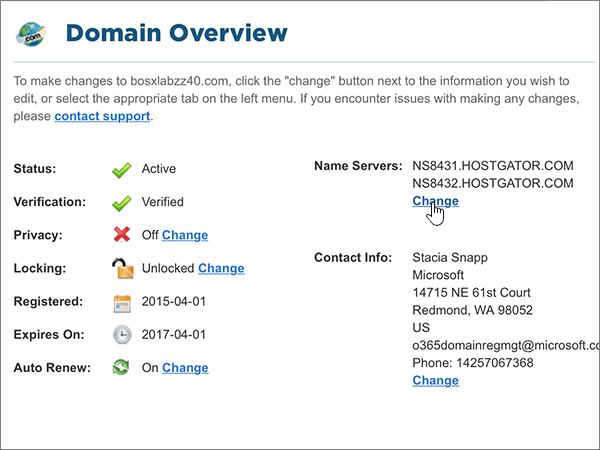 .com
Domain Overview
To make changes to bosxlabzz40.com, click the "change" button next to the information you wish to
edit, or select the appropriate tab on the left menu. If you encounter issues with making any changes,
please contact support.
Status: Active
Verification: Verified
Privacy: Off Change
Locking: Unlocked Change
Registered: 2015-04-01
Expires On: 2017-04-01
Auto Renew: On Change
Name Servers: NS8431.HOSTGATOR.COM
NS8432.HOSTGATOR.COM
Change
Contact Info: Stacia Snapp
Microsoft
14715 NE 61st Court
Redmond, WA 98052
US
o365domainregmgt@microsoft.co
Phone: 14257067368
Change